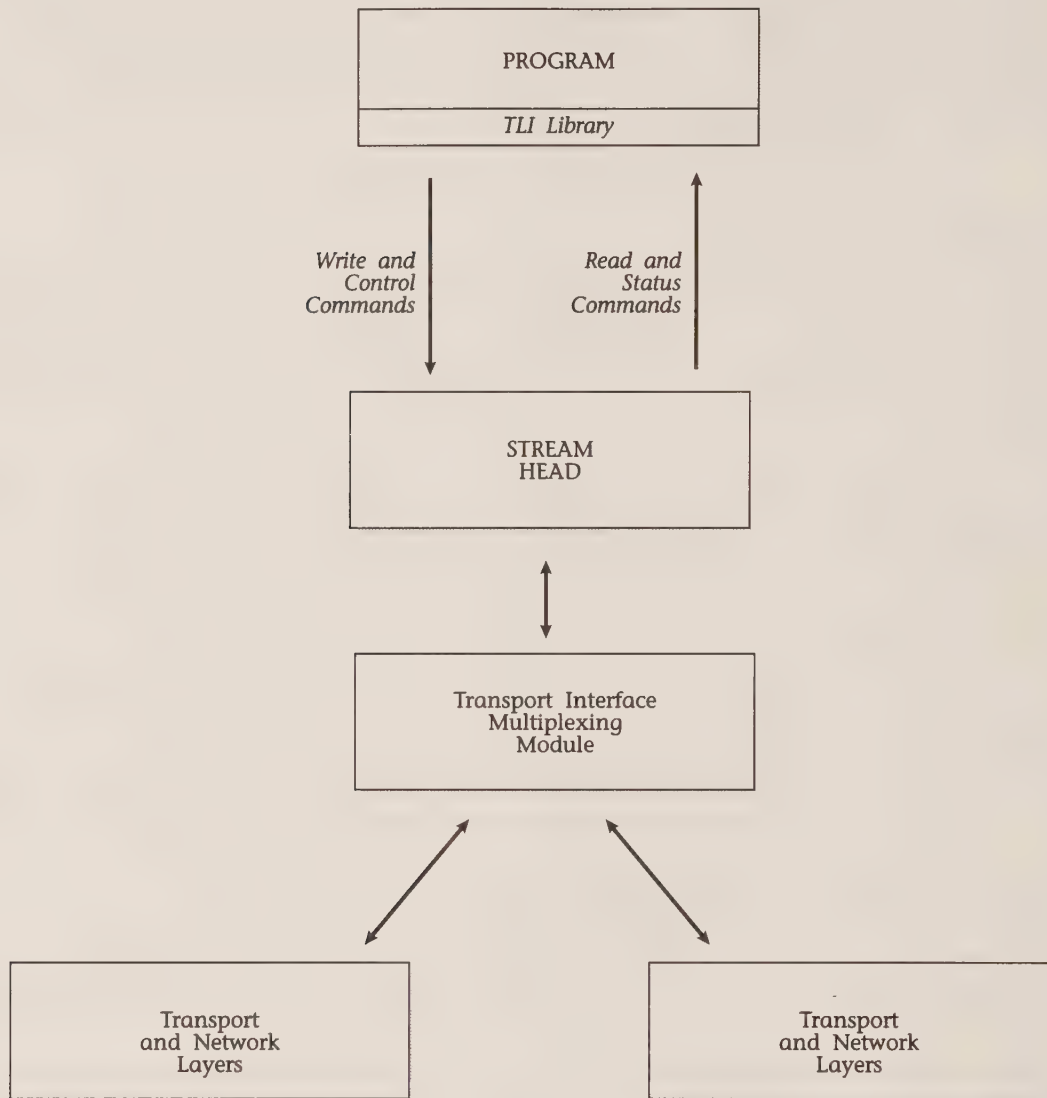 PROGRAM
TLI Library
Write and
Control
Commands
Read and
Status
Commands
STREAM
HEAD
Transport Interface
Multiplexing
Module
Transport
and Network
Layers
Transport
and Network
Layers